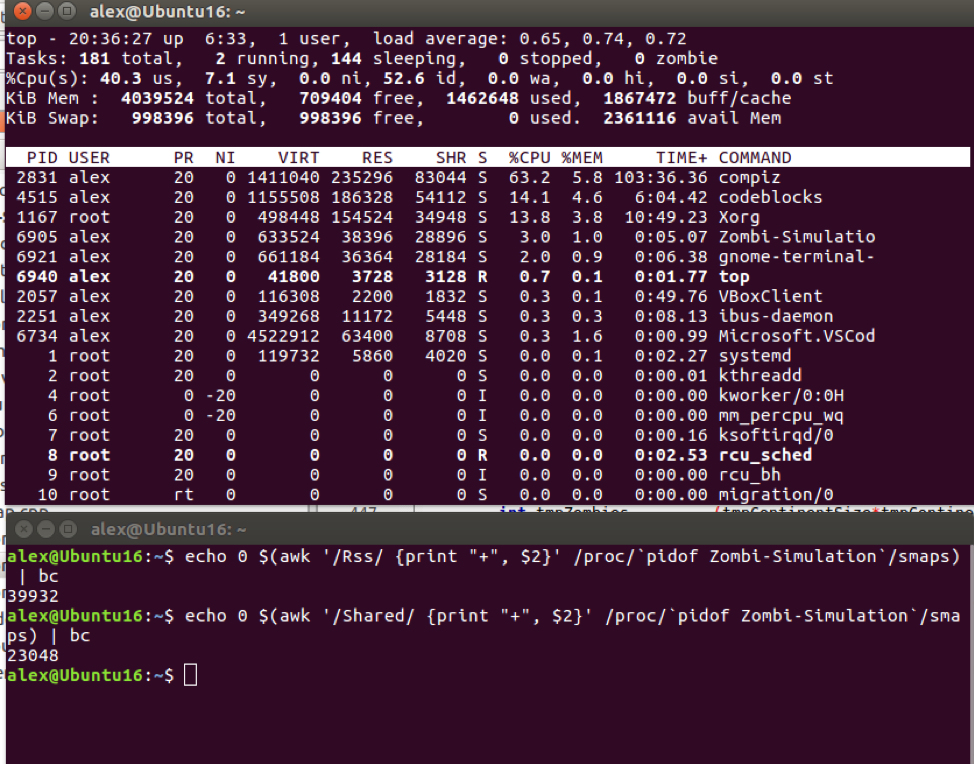 alex@Ubuntu16: ~
top - 20:36:27 up  6:33,  1 user,  load average: 0.65, 0.74, 0.72
Tasks: 181 total,   2 running, 144 sleeping,   0 stopped,   0 zombie
%Cpu(s): 40.3 us,  7.1 sy,  0.0 ni, 52.6 id,  0.0 wa,  0.0 hi,  0.0 si,  0.0 st
KiB Mem :  4039524 total,   709404 free,  1462648 used,  1867472 buff/cache
KiB Swap:   998396 total,   998396 free,        0 used.  2361116 avail Mem
PID USER      PR  NI    VIRT    RES    SHR S  %CPU %MEM     TIME+ COMMAND
2831 alex      20   0 1411040 235296  83044 S  63.2  5.8 103:36.36 compiz
4515 alex      20   0 1155508 186328  54112 S  14.1  4.6   6:04.42 codeblocks
1167 root      20   0  498448 154524  34948 S  13.8  3.8  10:49.23 Xorg
6905 alex      20   0  633524  38396  28896 S   3.0  1.0   0:05.07 Zombi-Simulatio
6921 alex      20   0  661184  36364  28184 S   2.0  0.9   0:06.38 gnome-terminal-
6940 alex      20   0   41800   3728   3128 R   0.7  0.1   0:01.77 top
2057 alex      20   0  116308   2200   1832 S   0.3  0.1   0:49.76 VBoxClient
2251 alex      20   0  349268  11172   5448 S   0.3  0.3   0:08.13 ibus-daemon
6734 alex      20   0 4522912  63400   8708 S   0.3  1.6   0:00.99 Microsoft.VSCod
1 root      20   0  119732   5860   4020 S   0.0  0.1   0:02.27 systemd
2 root      20   0       0      0      0 S   0.0  0.0   0:00.01 kthreadd
4 root       0 -20       0      0      0 I   0.0  0.0   0:00.00 kworker/0:0H
6 root       0 -20       0      0      0 I   0.0  0.0   0:00.00 mm_percpu_wq
7 root      20   0       0      0      0 S   0.0  0.0   0:00.16 ksoftirqd/0
8 root      20   0       0      0      0 R   0.0  0.0   0:02.53 rcu_sched
9 root      20   0       0      0      0 I   0.0  0.0   0:00.00 rcu_bh
10 root      rt   0       0      0      0 S   0.0  0.0   0:00.00 migration/0
alex@Ubuntu16: ~
alex@Ubuntu16:~$ echo 0 $(awk '/Rss/ {print "+", $2}' /proc/`pidof Zombi-Simulation`/smaps)
| bc
39932
alex@Ubuntu16:~$ echo 0 $(awk '/Shared/ {print "+", $2}' /proc/`pidof Zombi-Simulation`/sma
ps) | bc
23048
alex@Ubuntu16:~$